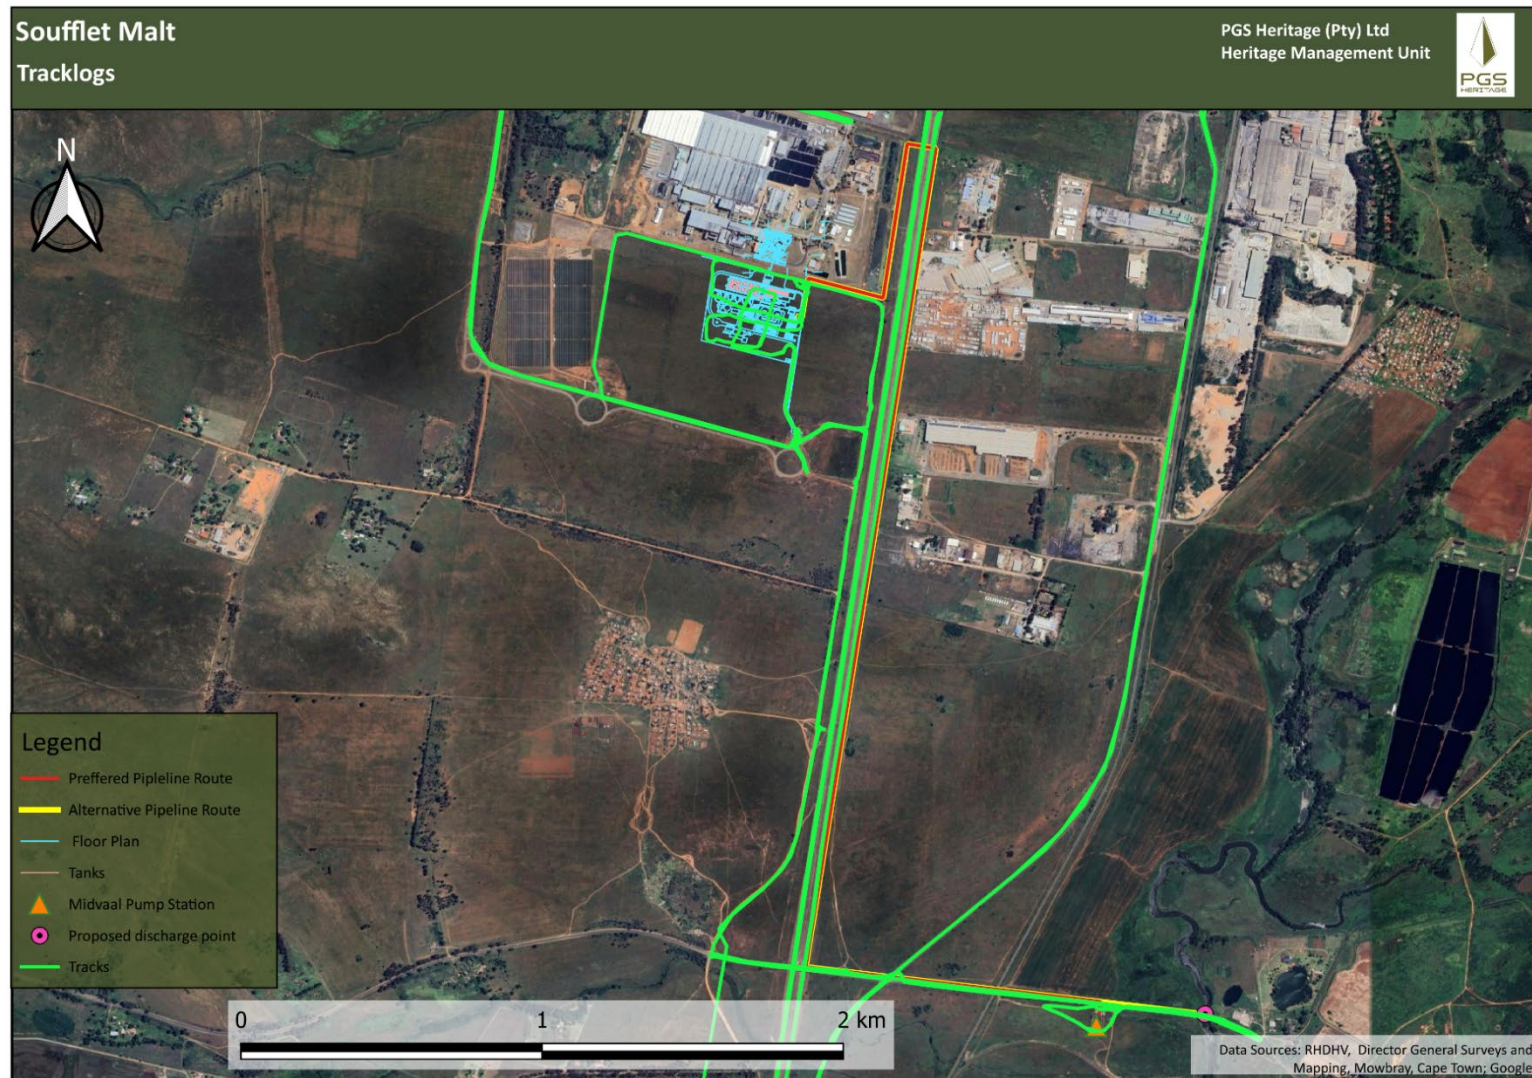 Soufflet Malt
Tracklogs
PGS Heritage (Pty) Ltd
Heritage Management Unit
PGS
HERITAGE
N
Legend
Preffered Pipleline Route
Alternative Pipeline Route
Floor Plan
Tanks
Midvaal Pump Station
Proposed discharge point
Tracks
0 1 2 km
Data Sources: RHDHV, Director General Surveys and
Mapping, Mowbray, Cape Town; Google